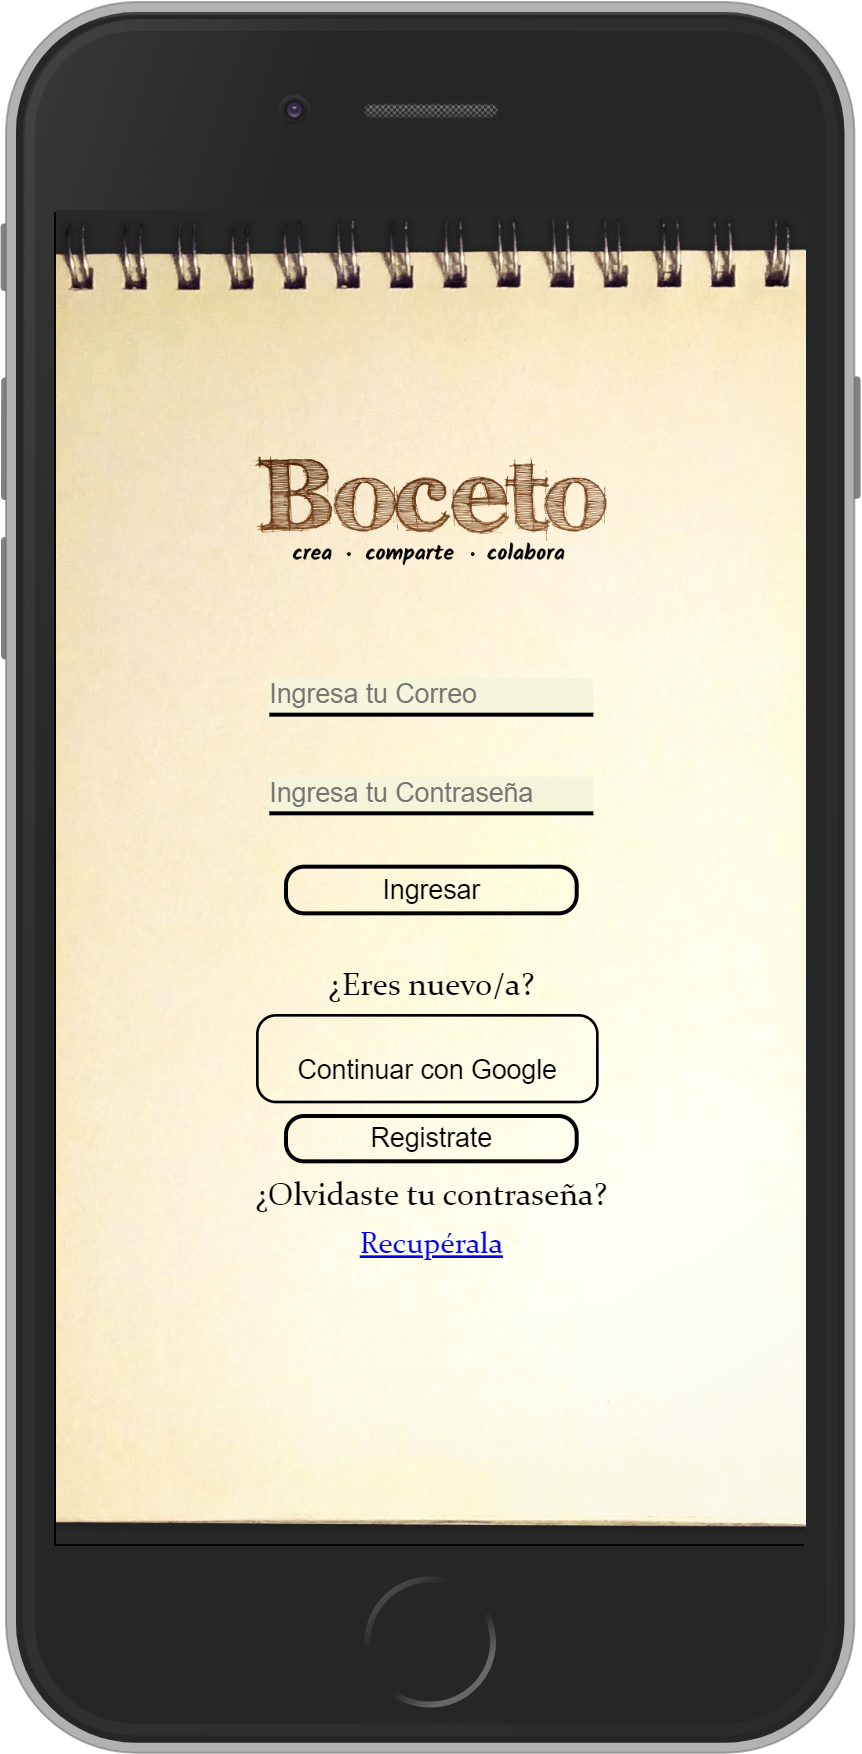 Boceto
crea · comparte · colabora
Ingresa tu Correo
Ingresa tu Contraseña
Ingresar
¿Eres nuevo/a?
Continuar con Google
Registrate
¿Olvidaste tu contraseña?
Recupérala